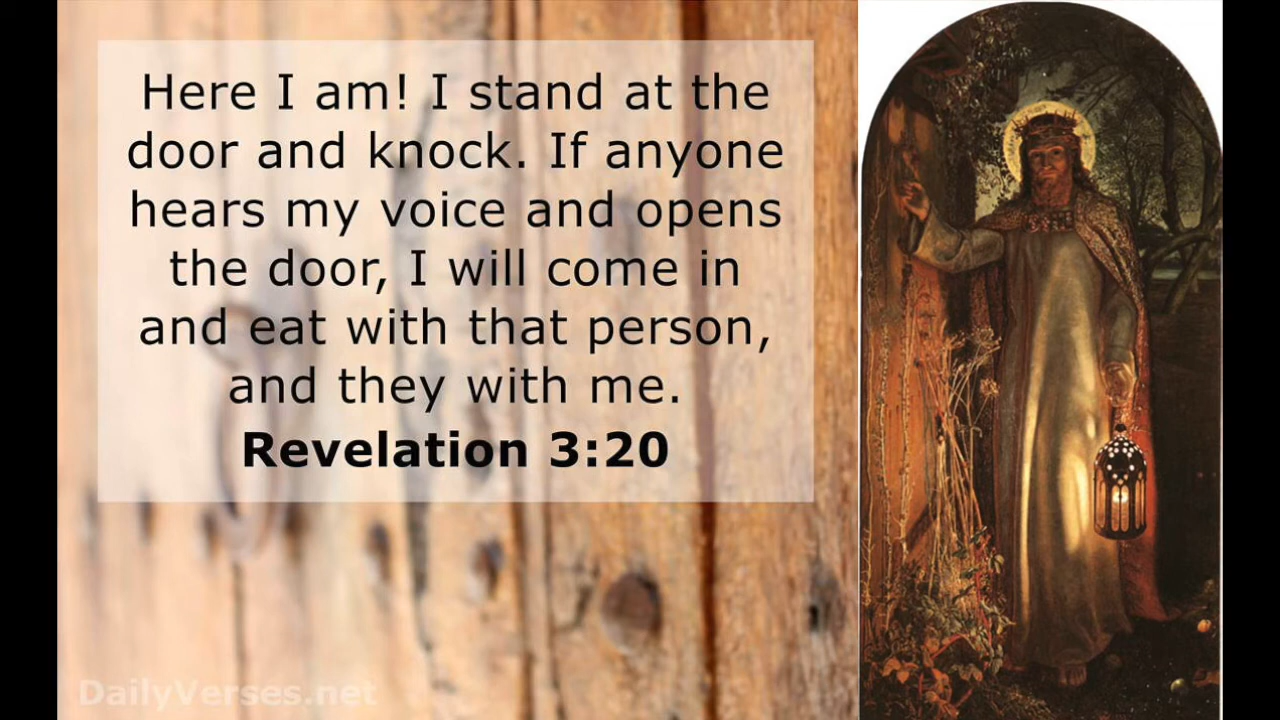 Here I am! I stand at the
door and knock. If anyone
hears my voice and opens
the door, I will come in
and eat with that person,
and they with me.
Revelation 3:20
DailyVerses.net